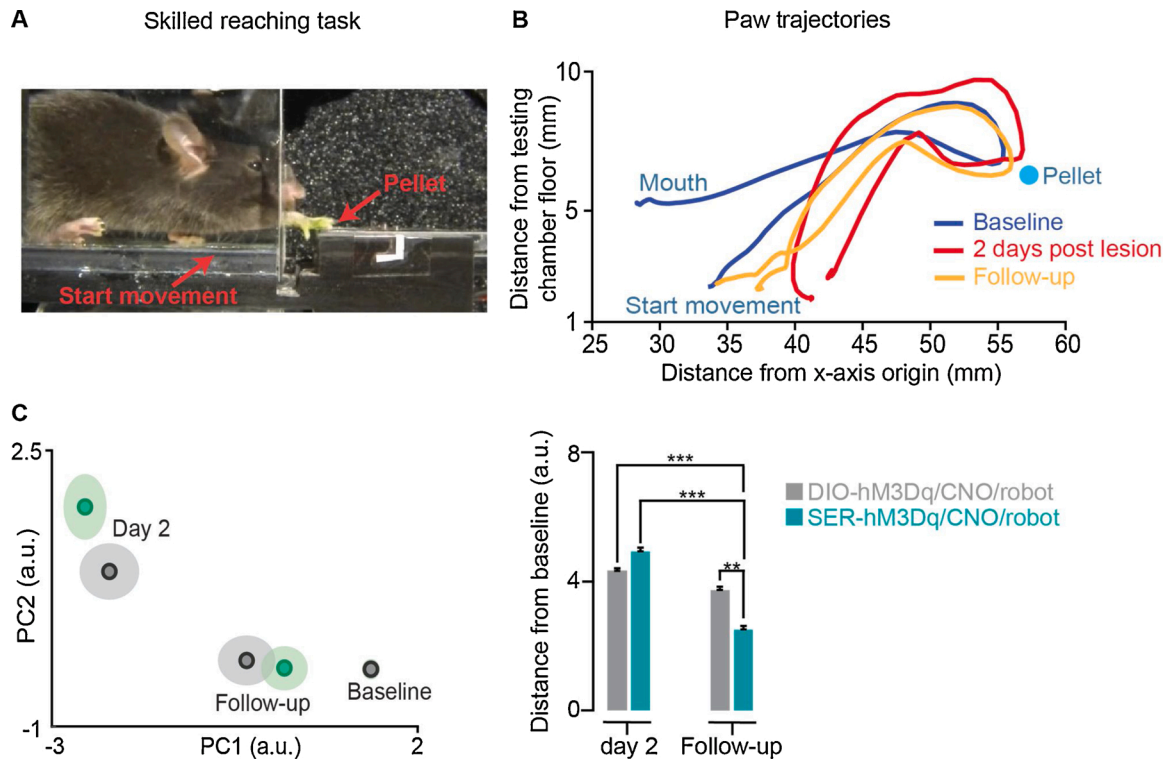 A
Skilled reaching task
Pellet
Start movement
B
Paw trajectories
Distance from testing
chamber floor (mm)
10
5
1
Mouth
Start movement
Pellet
Baseline
2 days post lesion
Follow-up
25
30
35
40
45
50
55
60
Distance from x-axis origin (mm)
C
2.5
-1
PC2 (a.u.)
Day 2
Follow-up
Baseline
-3
PC1 (a.u.)
2
Distance from baseline (a.u.)
8
4
0
***
***
**
day 2
Follow-up
DIO-hM3Dq/CNO/robot
SER-hM3Dq/CNO/robot